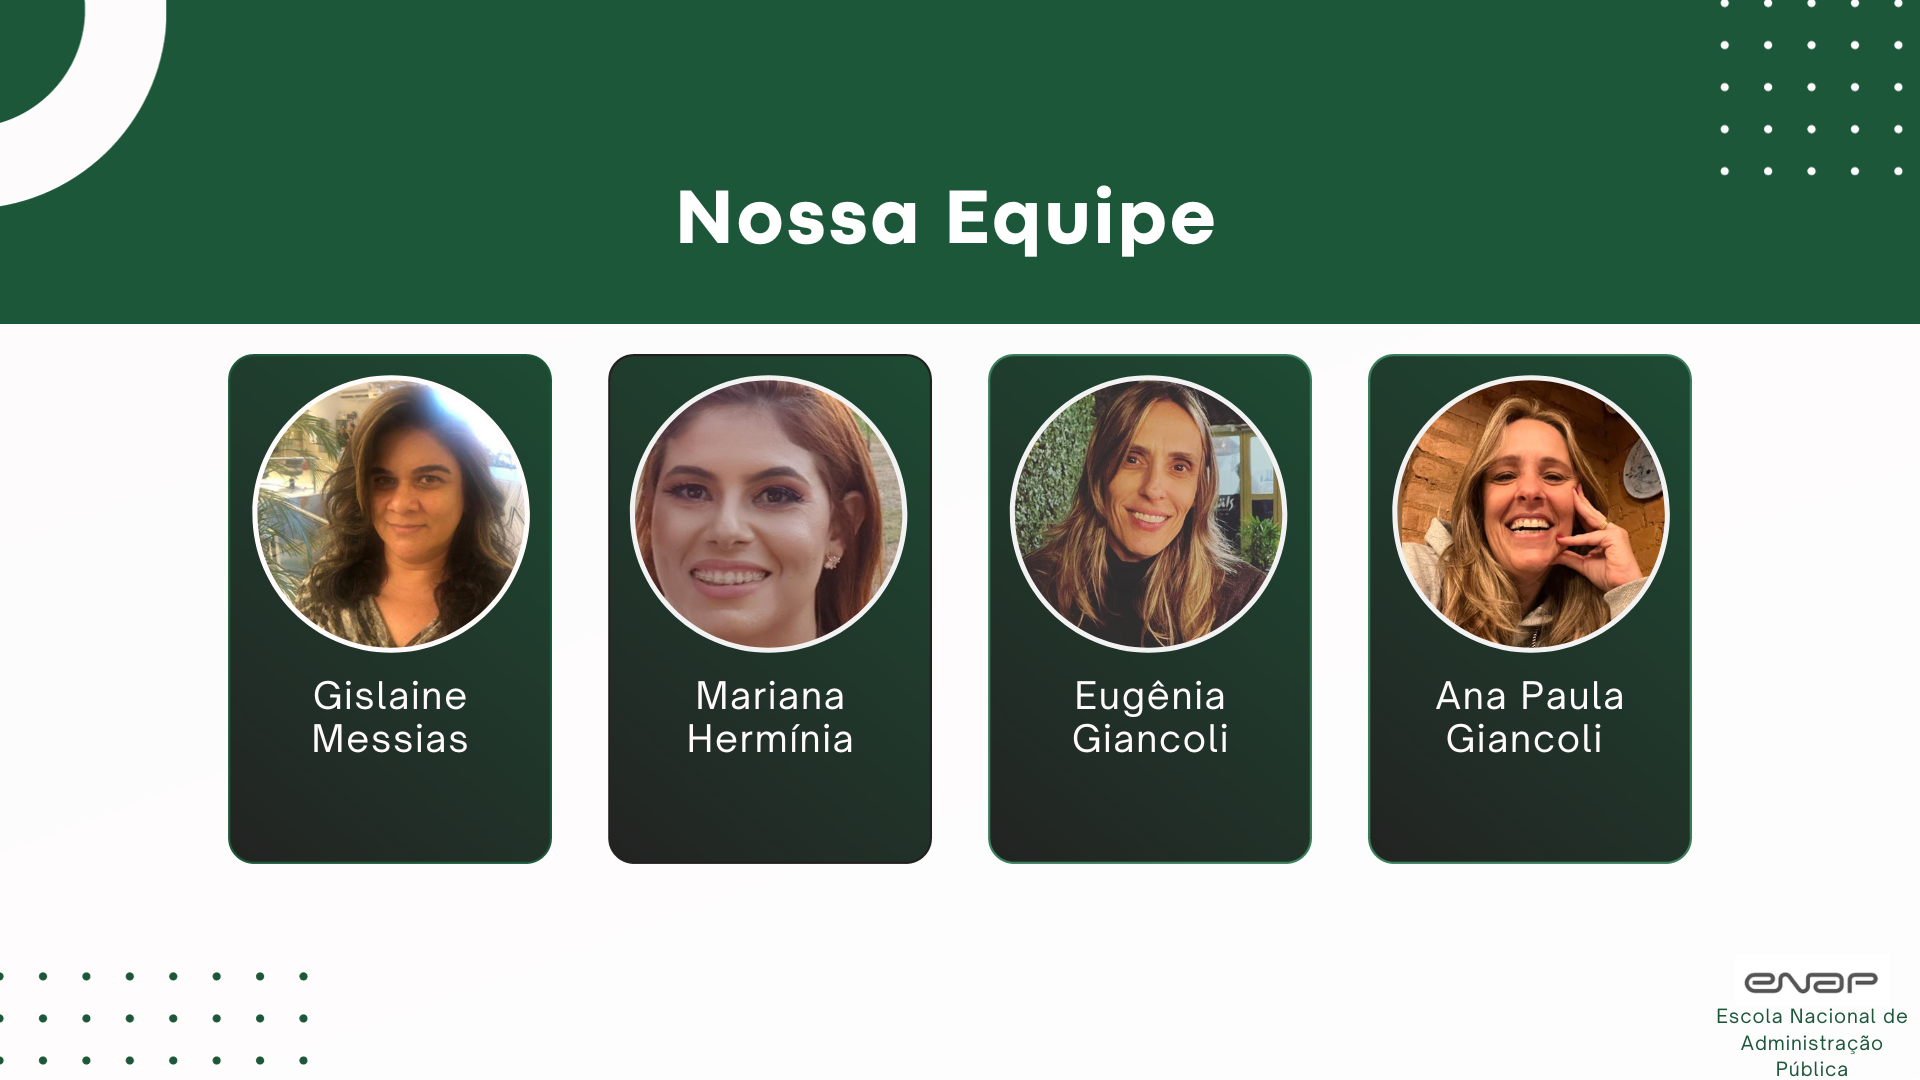 Nossa Equipe
Gislaine
Messias
Mariana
Hermínia
Eugênia
Giancoli
Ana Paula
Giancoli
enap
Escola Nacional de
Administração
Pública